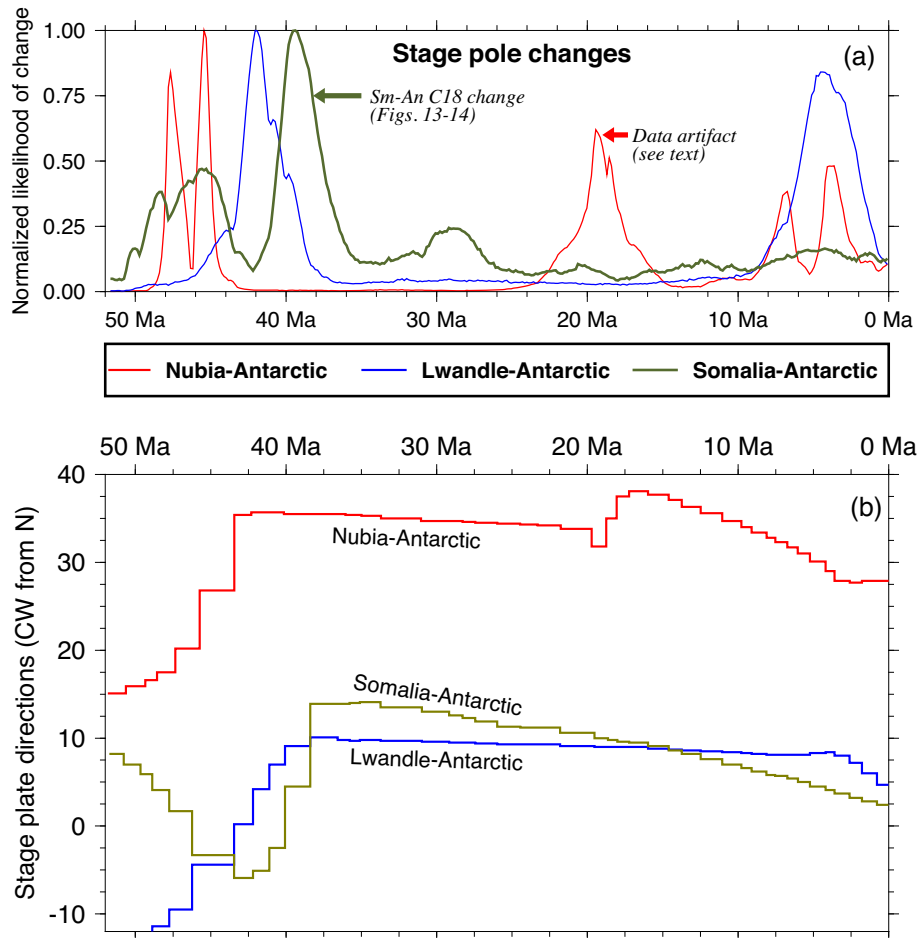 Stage pole changes
(a)
Normalized likelihood of change
1.00
0.75
0.50
0.25
0.00
Sm-An C18 change
(Figs. 13-14)
Data artifact
(see text)
50 Ma 40 Ma 30 Ma 20 Ma 10 Ma 0 Ma
Nubia-Antarctic Lwandle-Antarctic Somalia-Antarctic
50 Ma 40 Ma 30 Ma 20 Ma 10 Ma 0 Ma
(b)
Stage plate directions (CW from N)
40
30
20
10
0
-10
Nubia-Antarctic
Somalia-Antarctic
Lwandle-Antarctic